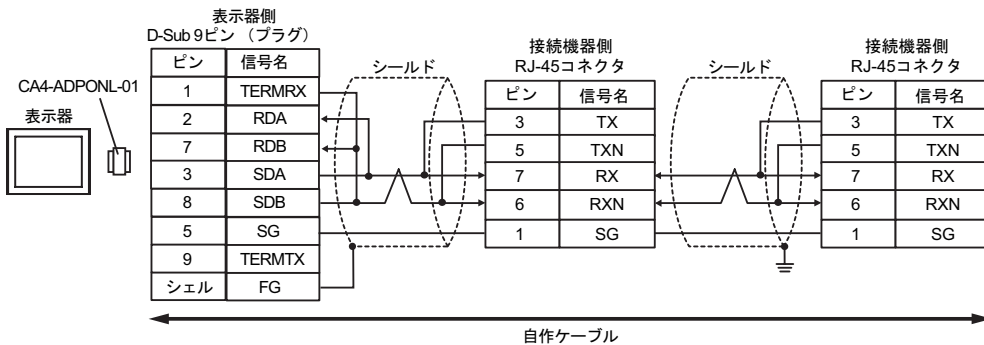 表示器側
D-Sub 9ピン （プラグ）
CA4-ADPONL-01
表示器
ピン 信号名
1 TERMRX
2 RDA
7 RDB
3 SDA
8 SDB
5 SG
9 TERMTX
シェル FG
シールド
接続機器側
RJ-45コネクタ
ピン 信号名
3 TX
5 TXN
7 RX
6 RXN
1 SG
シールド
接続機器側
RJ-45コネクタ
ピン 信号名
3 TX
5 TXN
7 RX
6 RXN
1 SG
自作ケーブル